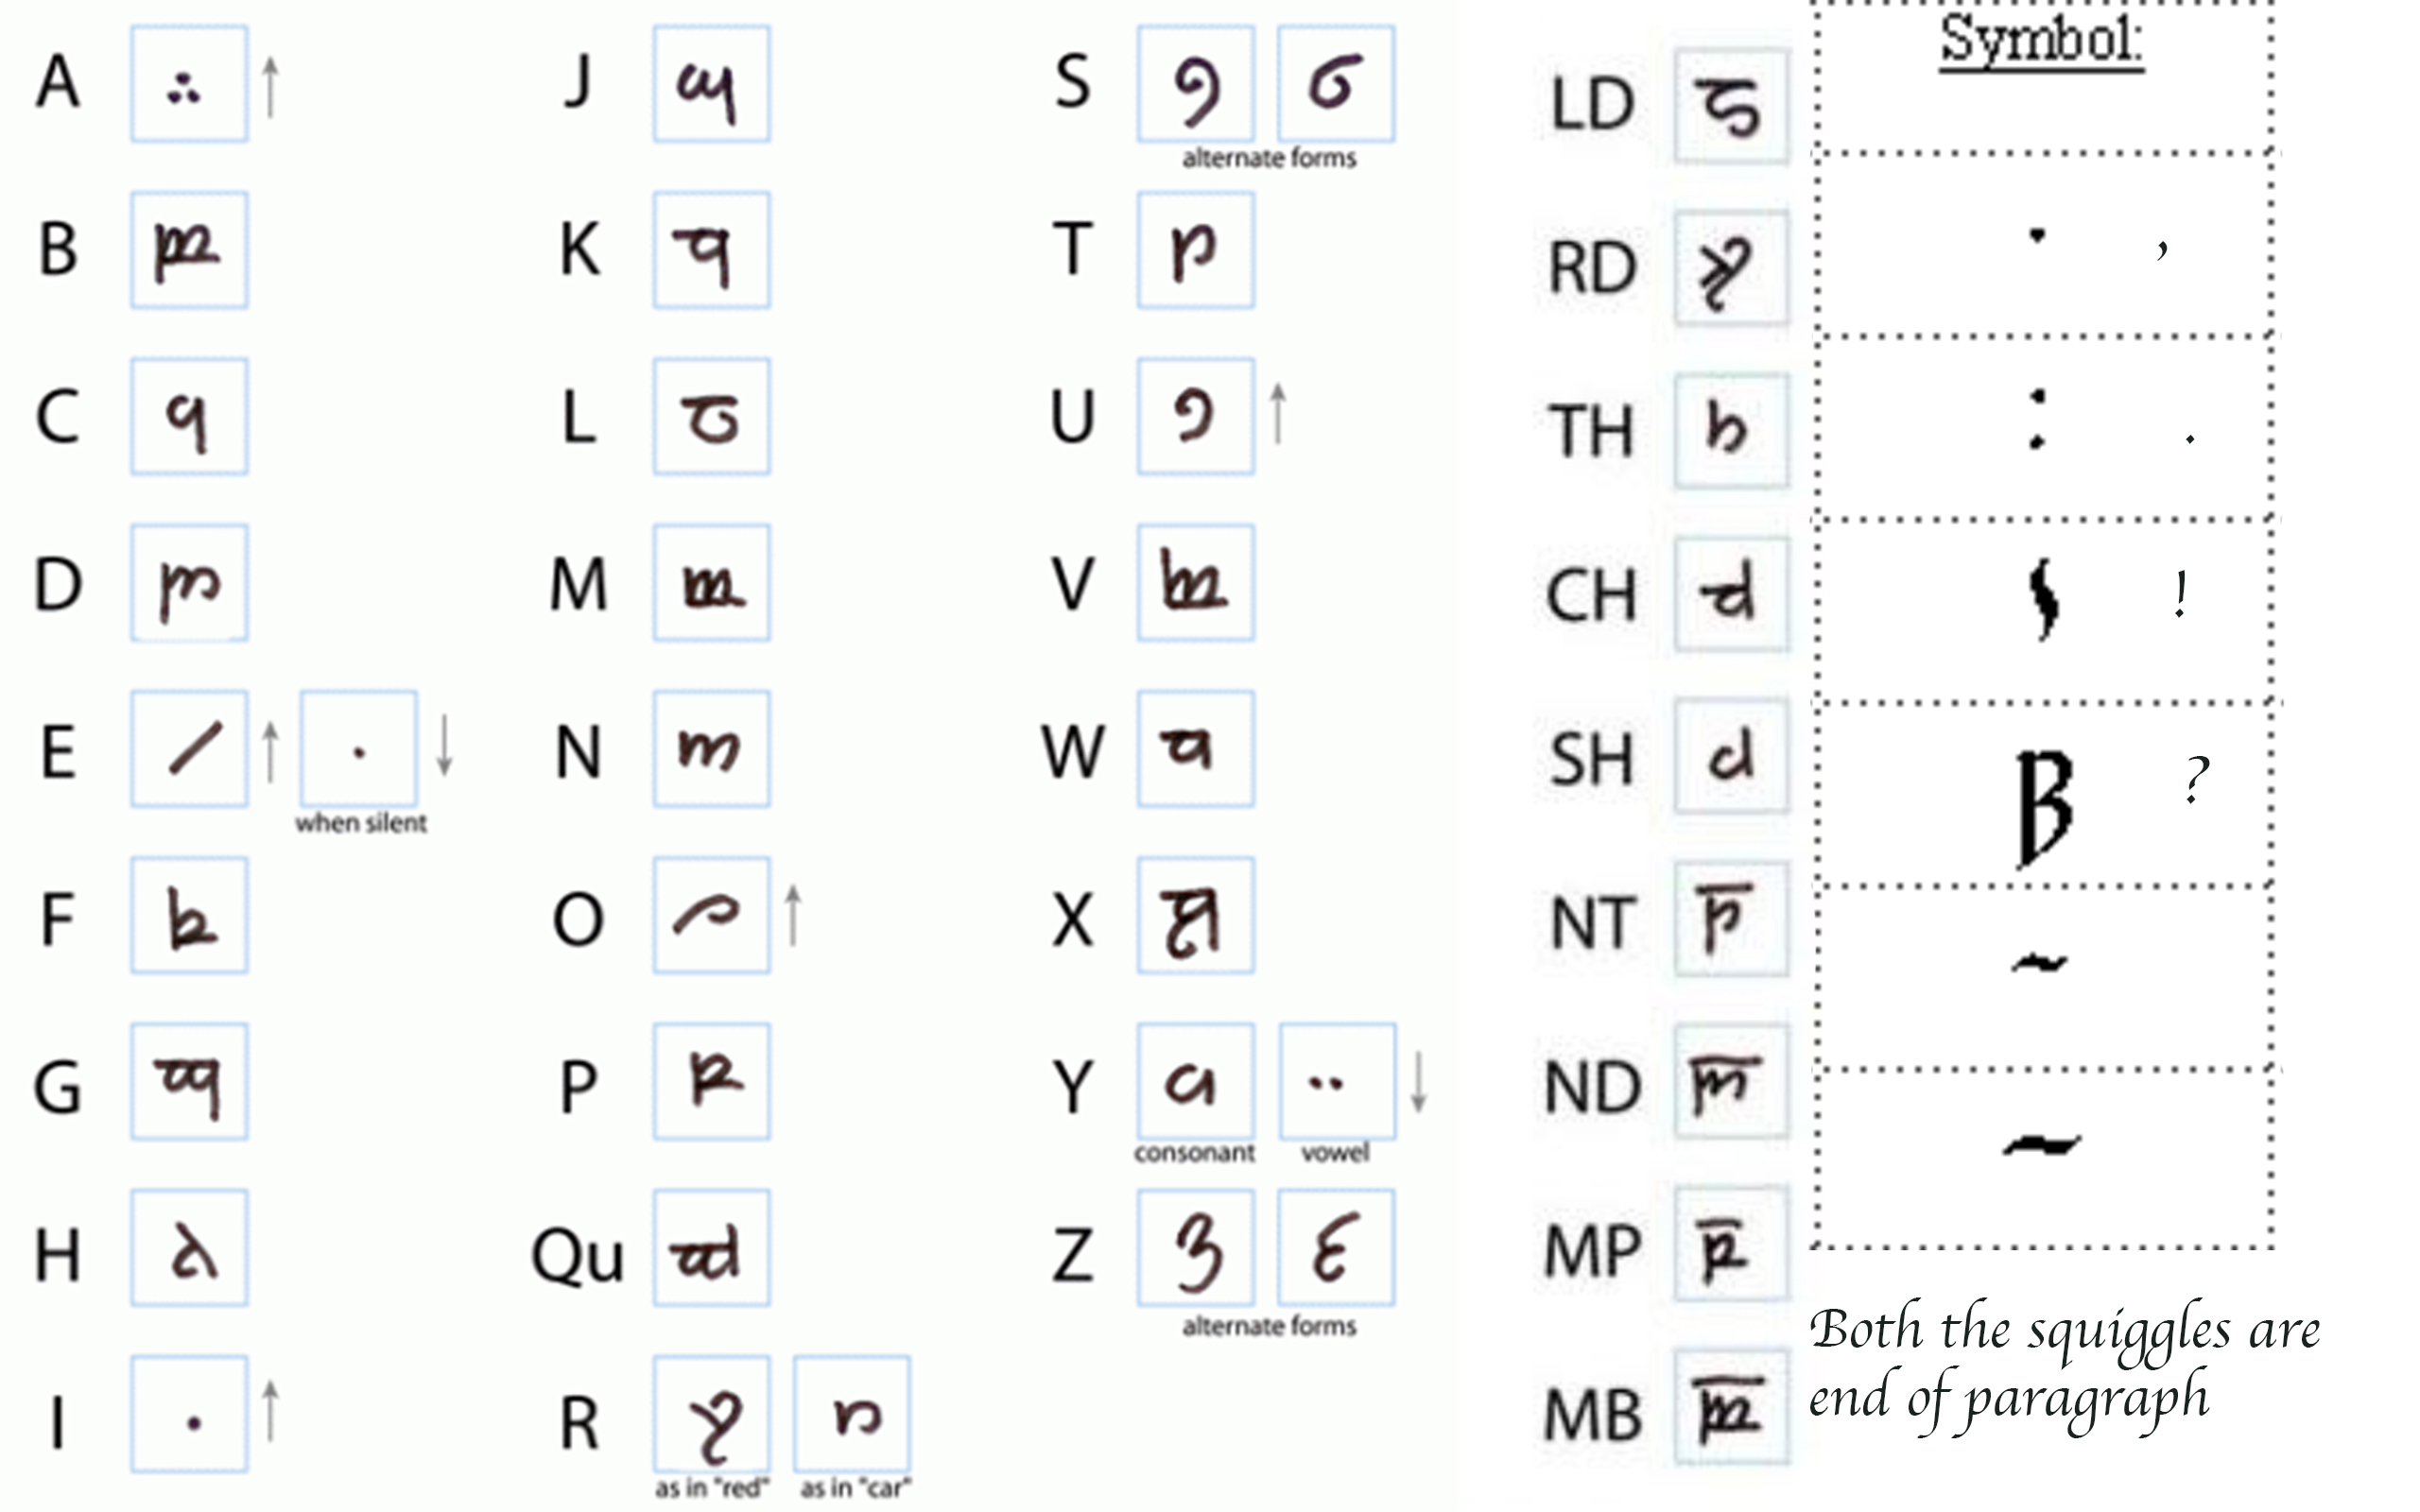 A
B
C
D
E
when silent
F
G
H
I
J
K
L
M
N
O
P
Qu
R
as in "red" as in "car"
S
alternate forms
T
U
V
W
X
Y
consonant vowel
Z
alternate forms
LD
RD
TH
CH
SH
NT
ND
MP
MB
Symbol:
,
.
!
?
Both the squiggles are
end of paragraph